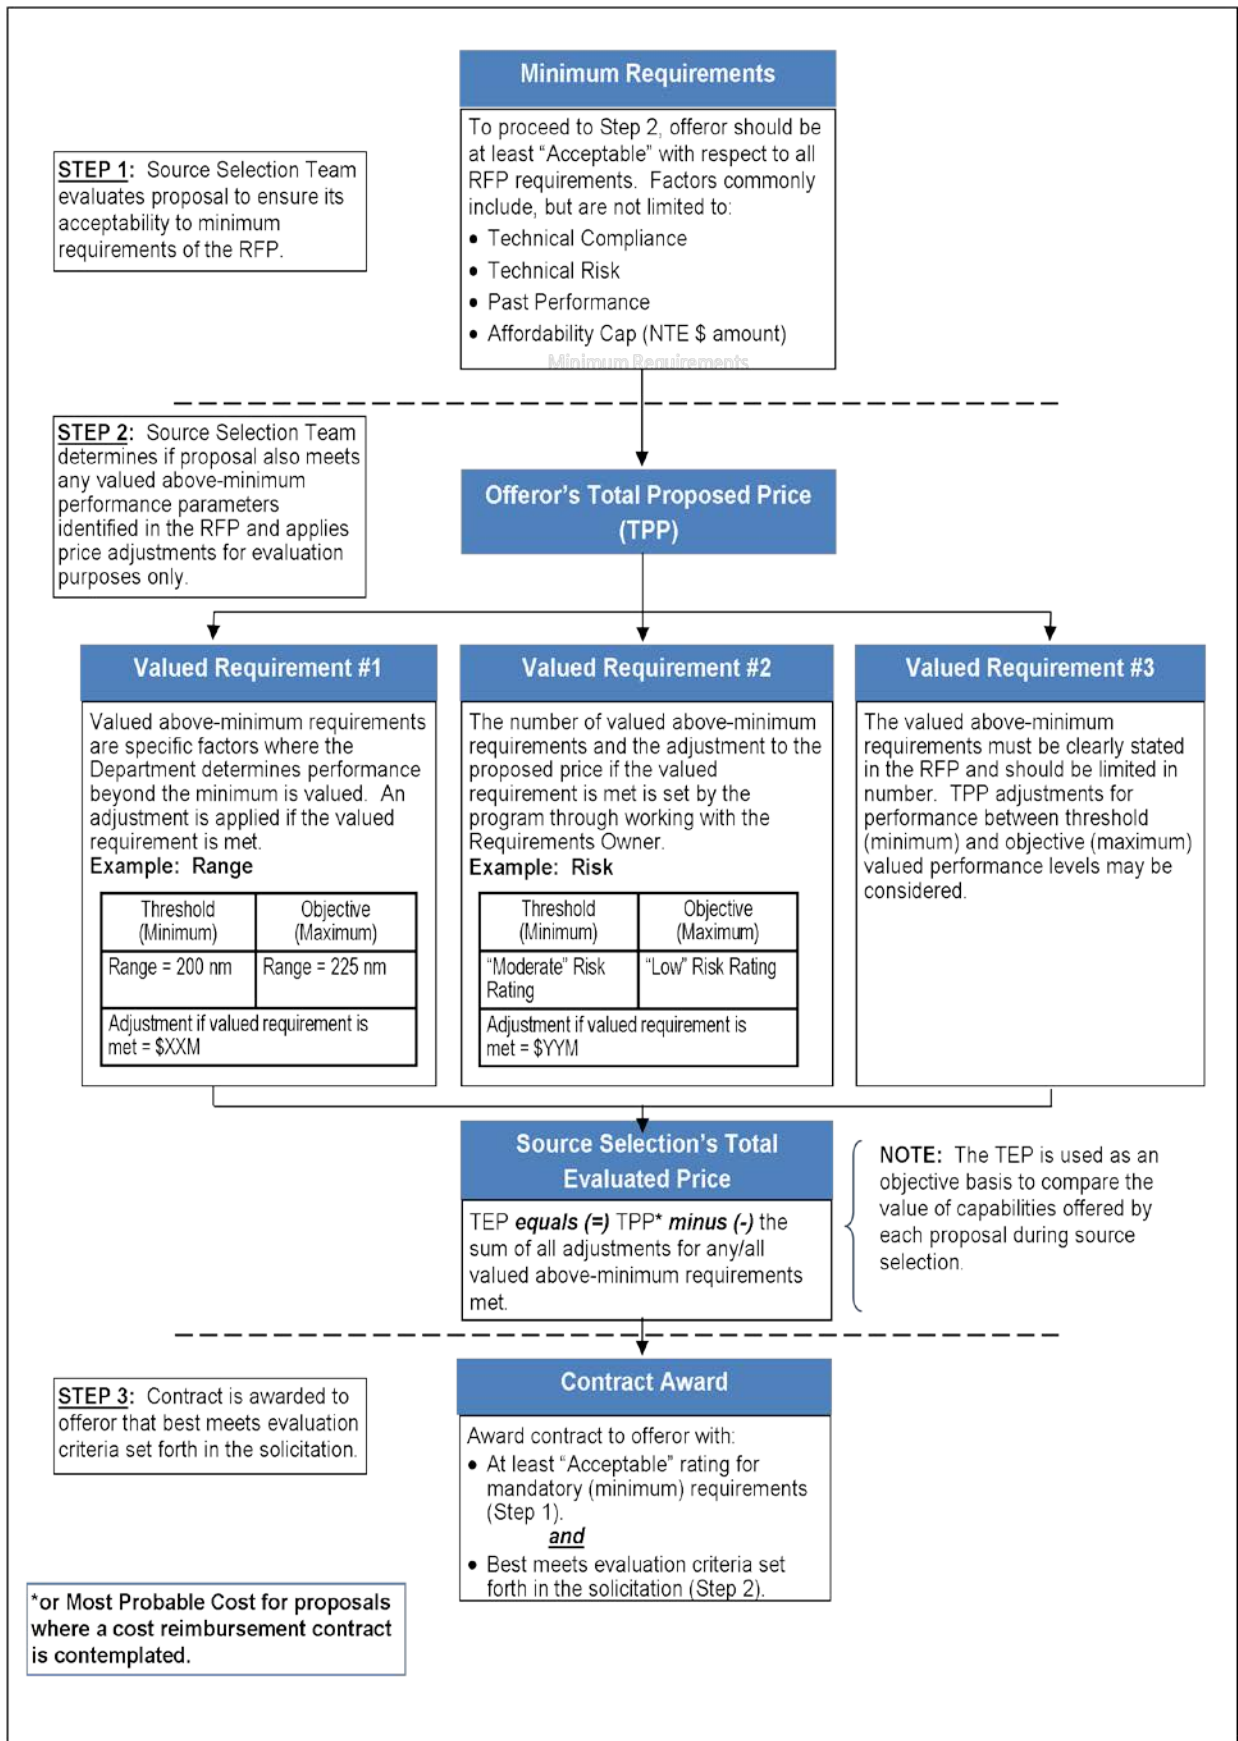 Minimum Requirements
STEP 1: Source Selection Team
evaluates proposal to ensure its
acceptability to minimum
requirements of the RFP.
To proceed to Step 2, offeror should be
at least “Acceptable” with respect to all
RFP requirements. Factors commonly
include, but are not limited to:
• Technical Compliance
• Technical Risk
• Past Performance
• Affordability Cap (NTE $ amount)
Minimum Requirements
STEP 2: Source Selection Team
determines if proposal also meets
any valued above-minimum
performance parameters
identified in the RFP and applies
price adjustments for evaluation
purposes only.
Offeror’s Total Proposed Price
(TPP)
Valued Requirement #1
Valued above-minimum requirements
are specific factors where the
Department determines performance
beyond the minimum is valued. An
adjustment is applied if the valued
requirement is met.
Example: Range
Threshold
(Minimum)
Objective
(Maximum)
Range = 200 nm
Range = 225 nm
Adjustment if valued requirement is
met = $XXM
Valued Requirement #2
The number of valued above-minimum
requirements and the adjustment to the
proposed price if the valued
requirement is met is set by the
program through working with the
Requirements Owner.
Example: Risk
Threshold
(Minimum)
Objective
(Maximum)
“Moderate” Risk
Rating
“Low” Risk Rating
Adjustment if valued requirement is
met = $YYM
Valued Requirement #3
The valued above-minimum
requirements must be clearly stated
in the RFP and should be limited in
number. TPP adjustments for
performance between threshold
(minimum) and objective (maximum)
valued performance levels may be
considered.
Source Selection’s Total
Evaluated Price
TEP equals (=) TPP* minus (-) the
sum of all adjustments for any/all
valued above-minimum requirements
met.
NOTE: The TEP is used as an
objective basis to compare the
value of capabilities offered by
each proposal during source
selection.
STEP 3: Contract is awarded to
offeror that best meets evaluation
criteria set forth in the solicitation.
Contract Award
Award contract to offeror with:
• At least “Acceptable” rating for
mandatory (minimum) requirements
(Step 1).
and
• Best meets evaluation criteria set
forth in the solicitation (Step 2).
*or Most Probable Cost for proposals
where a cost reimbursement contract
is contemplated.